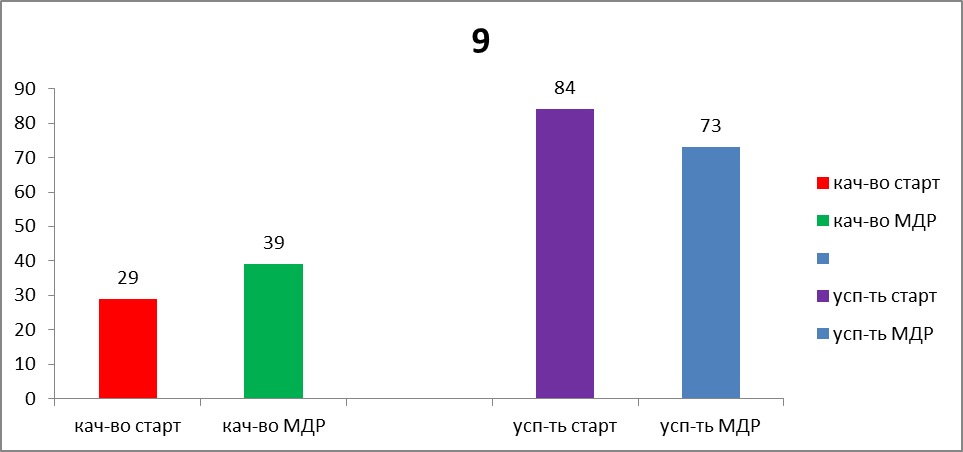 9
90
80
70
60
50
40
30
20
10
0
29
39
84
73
кач-во старт
кач-во МДР
усп-ть старт
усп-ть МДР
кач-во старт
кач-во МДР
усп-ть старт
усп-ть МДР